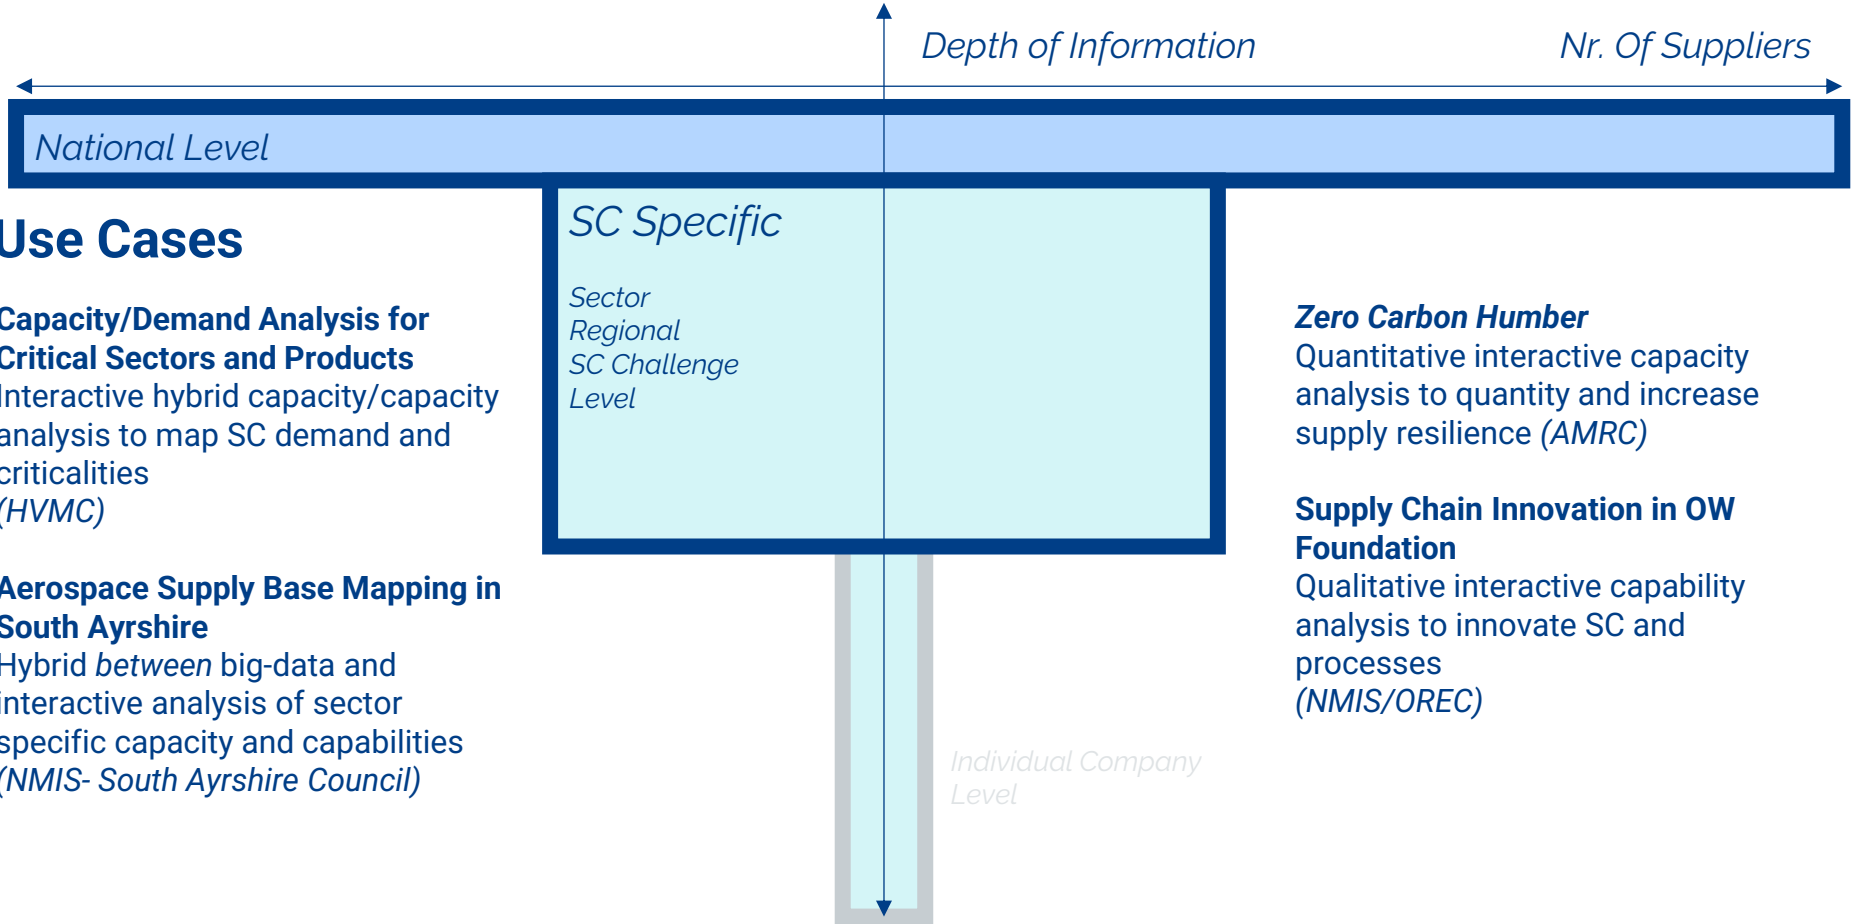 Depth of Information
Nr. Of Suppliers
National Level
SC Specific
Sector
Regional
SC Challenge
Level
Use Cases
Capacity/Demand Analysis for
Critical Sectors and Products
Interactive hybrid capacity/capacity
analysis to map SC demand and
criticalities
(HVMC)
Aerospace Supply Base Mapping in
South Ayrshire
Hybrid between big-data and
interactive analysis of sector
specific capacity and capabilities
(NMIS- South Ayrshire Council)
Zero Carbon Humber
Quantitative interactive capacity
analysis to quantity and increase
supply resilience (AMRC)
Supply Chain Innovation in OW
Foundation
Qualitative interactive capability
analysis to innovate SC and
processes
(NMIS/OREC)
Individual Company
Level